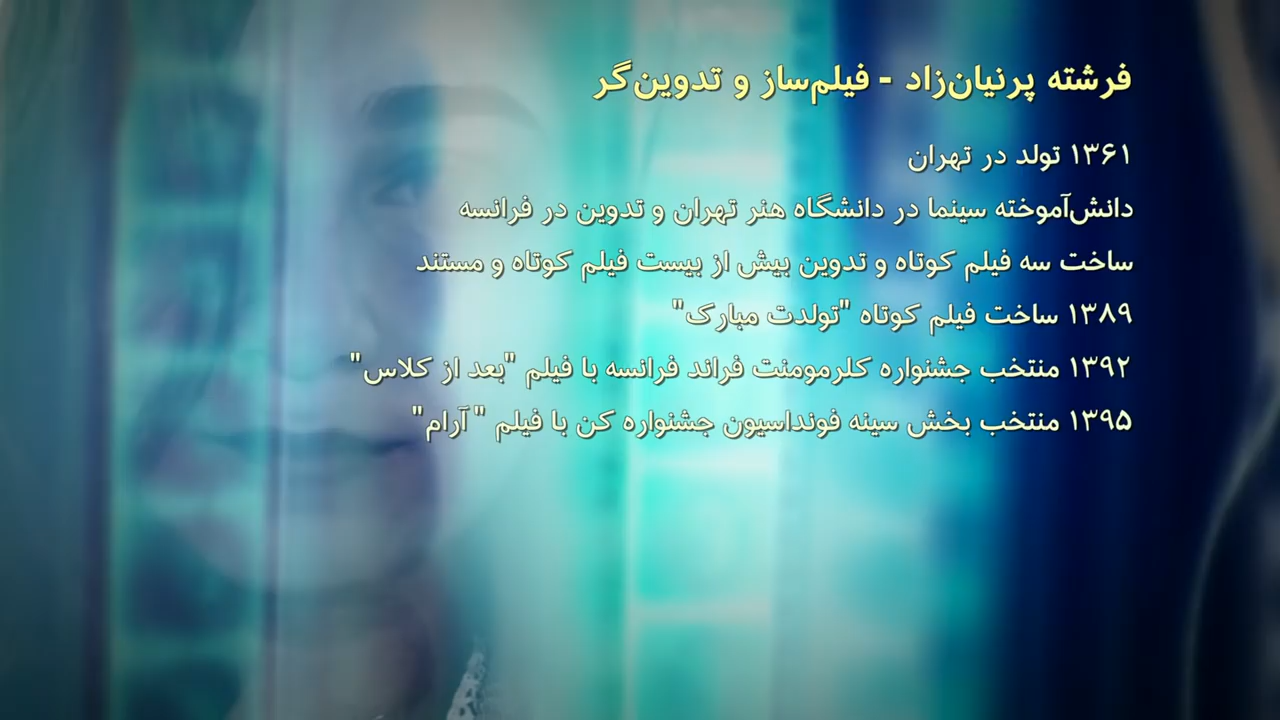 فرشته پرنیان‌زاد - فیلم‌ساز و تدوین‌گر
۱۳۶۱ تولد در تهران
دانش‌آموخته سینما در دانشگاه هنر تهران و تدوین در فرانسه
ساخت سه فیلم کوتاه و تدوین بیش از بیست فیلم کوتاه و مستند
۱۳۸۹ ساخت فیلم کوتاه "تولدت مبارک"
۱۳۹۲ منتخب جشنواره کلرمومنت فراند فرانسه با فیلم "بعد از کلاس"
۱۳۹۵ منتخب بخش سینه فونداسیون جشنواره کن با فیلم " آرام"